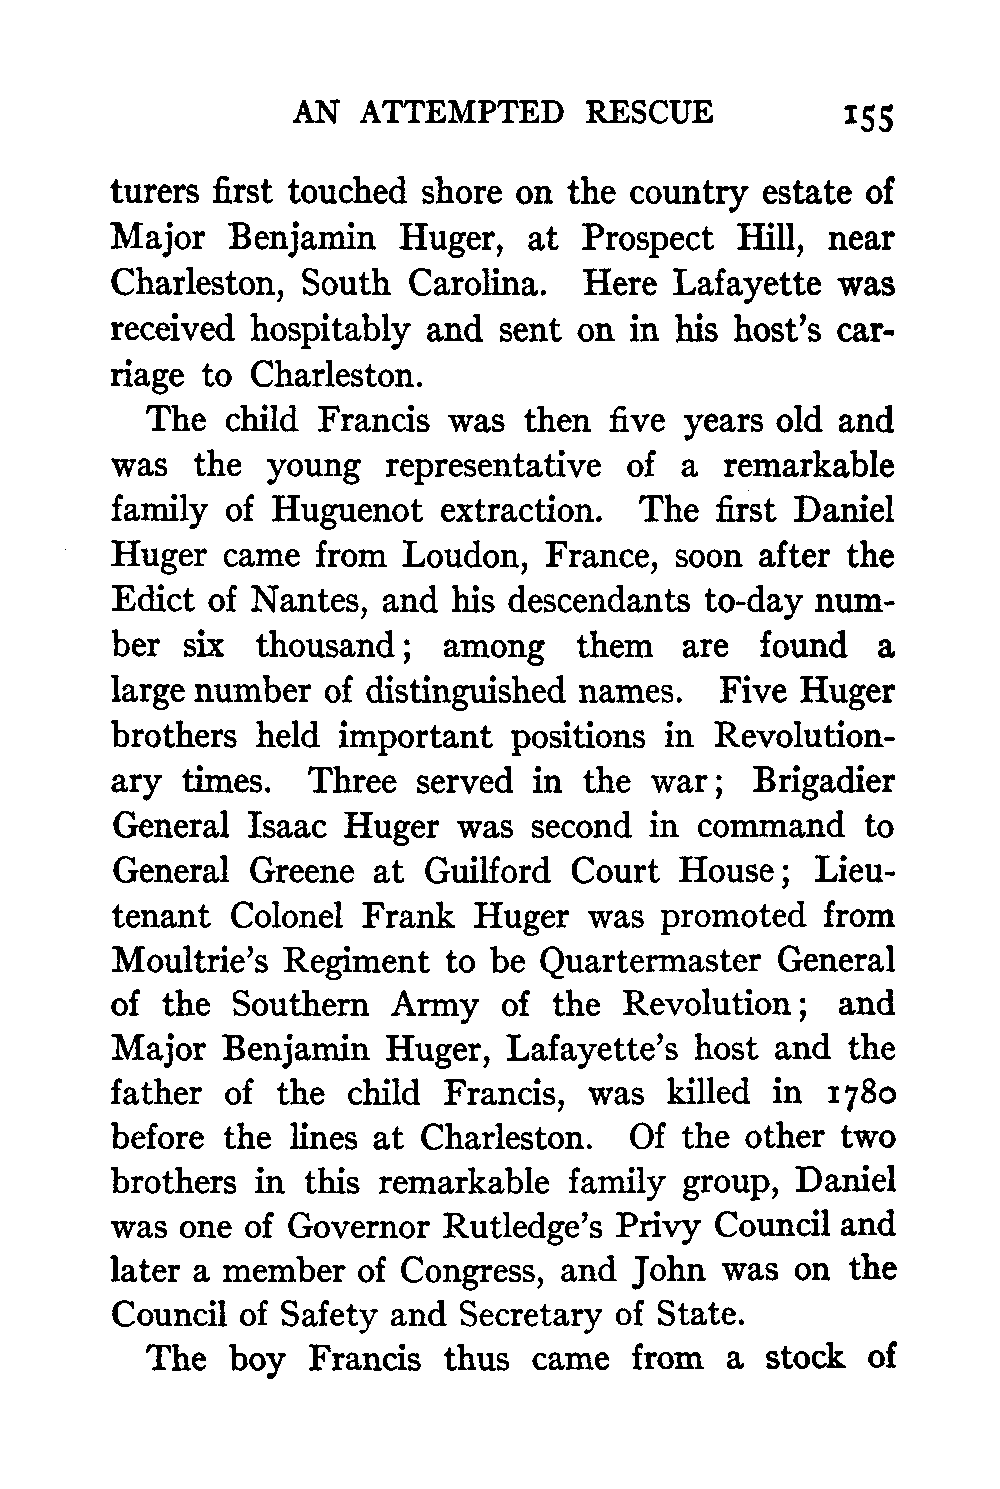 AN ATTEMPTED RESCUE 155
turers first touched shore on the country estate of
Major Benjamin Huger, at Prospect Hill, near
Charleston, South Carolina. Here Lafayette was
received hospitably and sent on in his host's car-
riage to Charleston.
The child Francis was then five years old and
was the young representative of a remarkable
family of Huguenot extraction. The first Daniel
Huger came from Loudon, France, soon after the
Edict of Nantes, and his descendants to-day num-
ber six thousand; among them are found a
large number of distinguished names. Five Huger
brothers held important positions in Revolution-
ary times. Three served in the war; Brigadier
General Isaac Huger was second in command to
General Greene at Guilford Court House; Lieu-
tenant Colonel Frank Huger was promoted from
Moultrie's Regiment to be Quartermaster General
of the Southern Army of the Revolution; and
Major Benjamin Huger, Lafayette's host and the
father of the child Francis, was killed in 1780
before the lines at Charleston. Of the other two
brothers in this remarkable family group, Daniel
was one of Governor Rutledge's Privy Council and
later a member of Congress, and John was on the
Council of Safety and Secretary of State.
The boy Francis thus came from a stock of